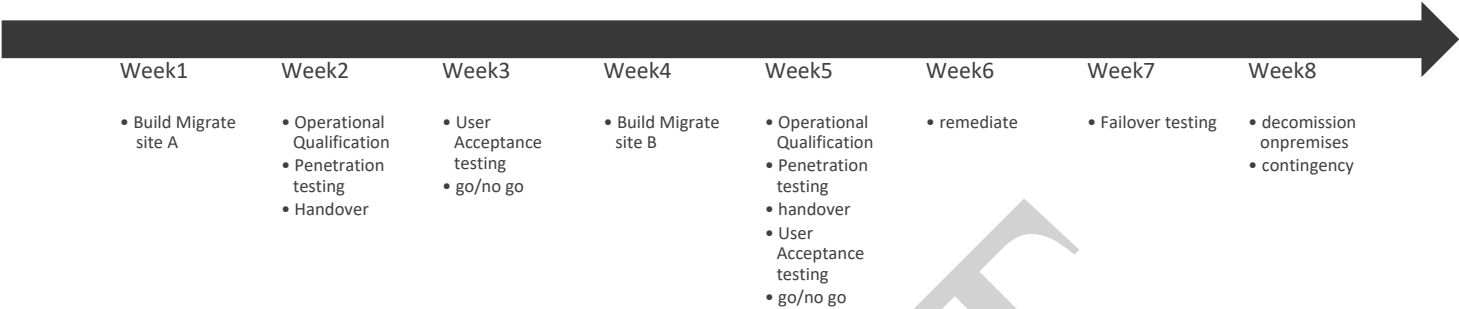 Week1
• Build Migrate
site A
Week2
• Operational
Qualification
• Penetration
testing
• Handover
Week3
• User
Acceptance
testing
• go/no go
Week4
• Build Migrate
site B
Week5
• Operational
Qualification
• Penetration
testing
• handover
• User
Acceptance
testing
• go/no go
Week6
• remediate
Week7
• Failover testing
Week8
• decomission
onpremises
• contingency